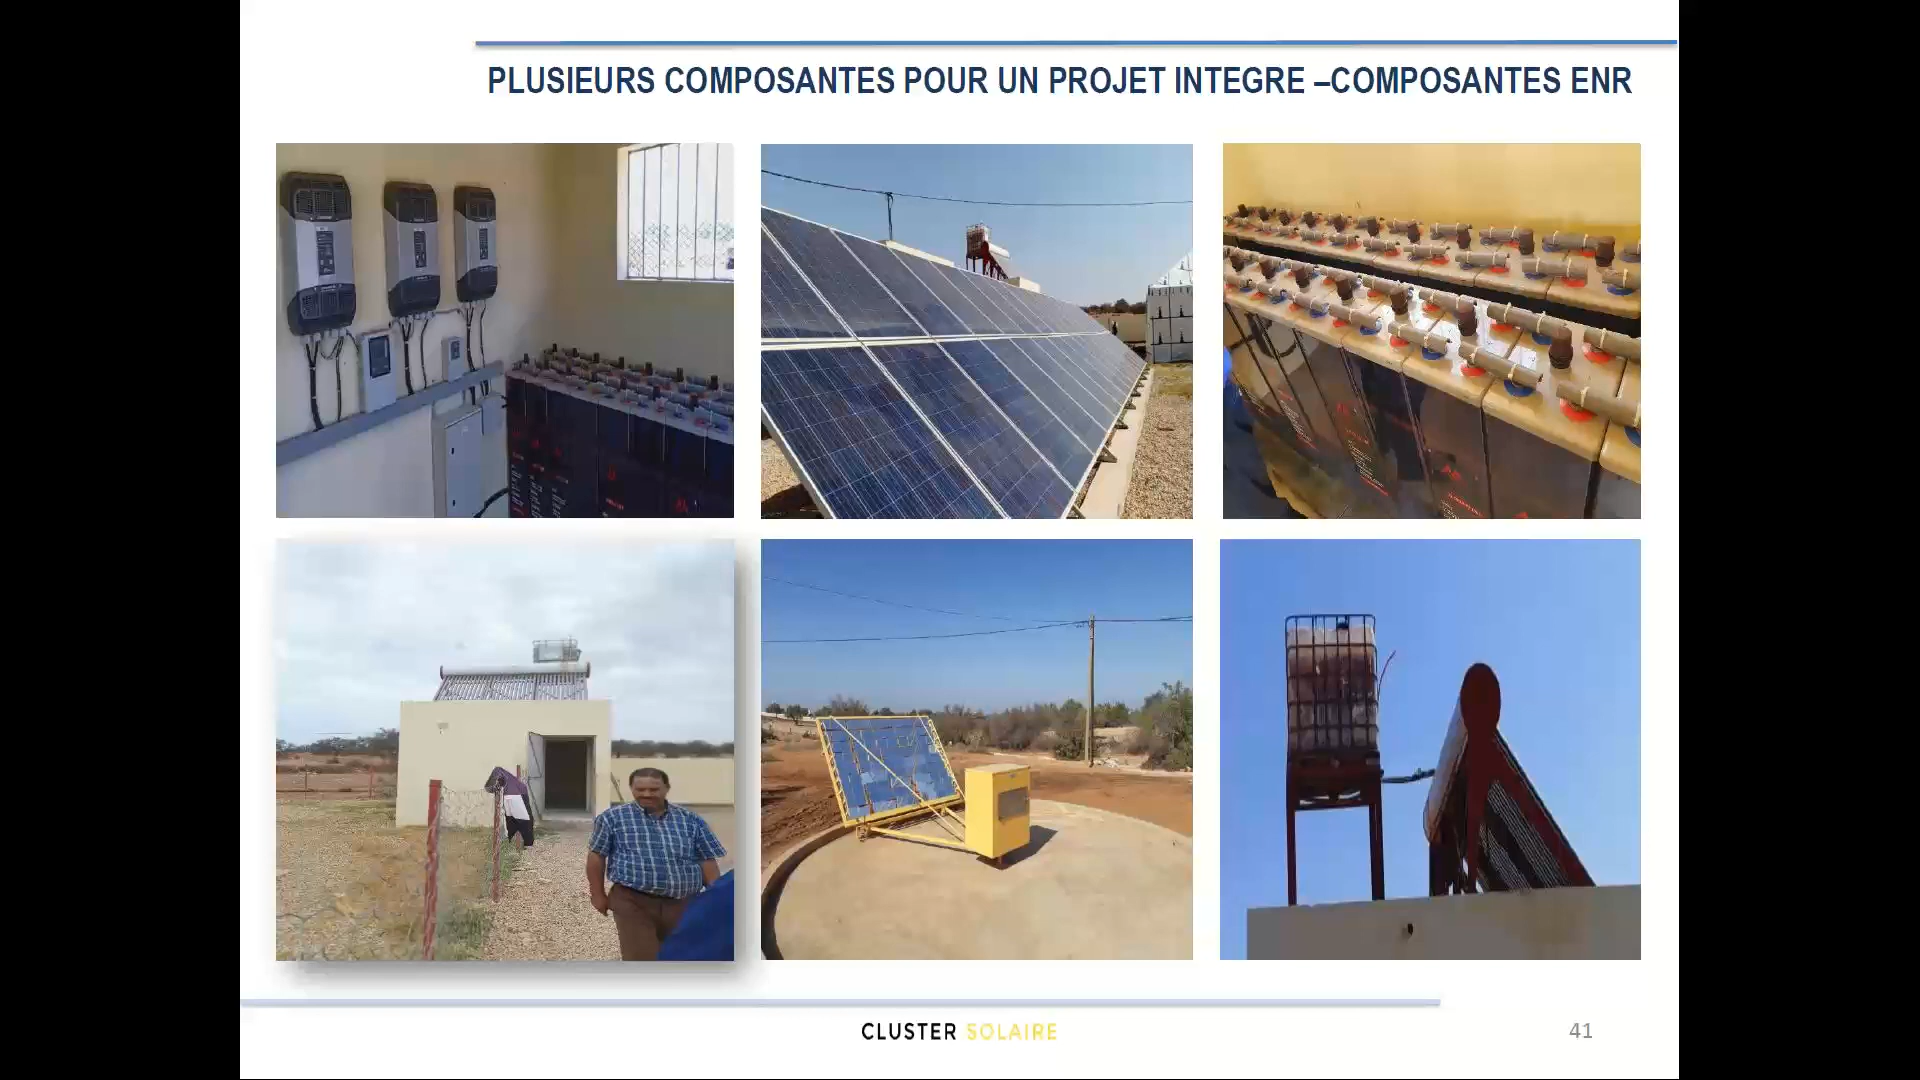 PLUSIEURS COMPOSANTES POUR UN PROJET INTEGRE –COMPOSANTES ENR
CLUSTER SOLAIRE
41